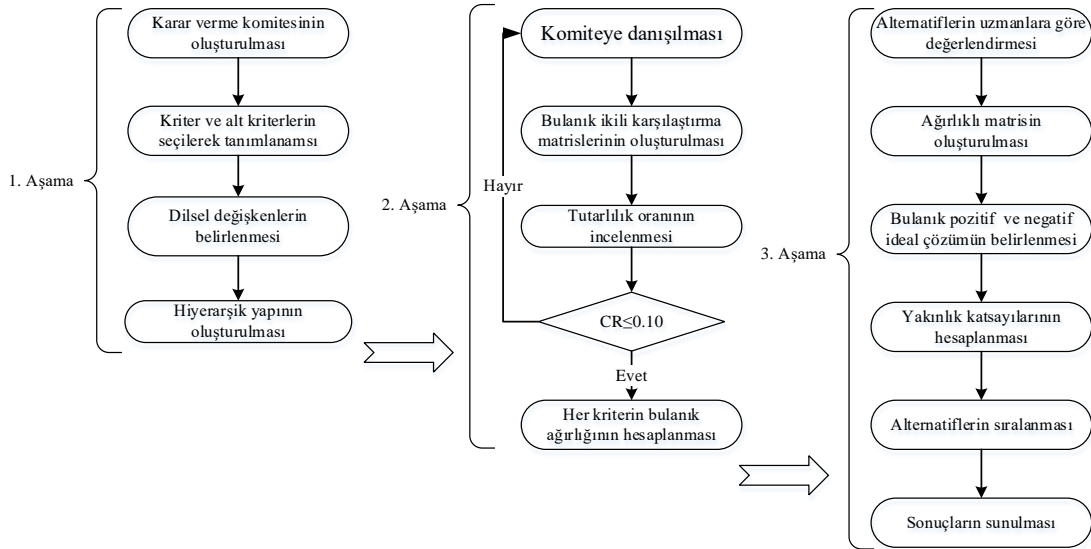 1. Aşama
Karar verme komitesinin
oluşturulması
Kriter ve alt kriterlerin
seçilerek tanımlanamsı
Dilsel değişkenlerin
belirlenmesi
Hiyerarşik yapının
oluşturulması
2. Aşama
Komiteye danışılması
Bulanık ikili karşılaştırma
matrislerinin oluşturulması
Hayır
Tutarlılık oranının
incelenmesi
CR≤0.10
Evet
Her kriterin bulanık
ağırlığının hesaplanması
3. Aşama
Alternatiflerin uzmanlara göre
değerlendirmesi
Ağırlıklı matrisin
oluşturulması
Bulanık pozitif ve negatif
ideal çözümün belirlenmesi
Yakınlık katsayılarının
hesaplanması
Alternatiflerin sıralanması
Sonuçların sunulması